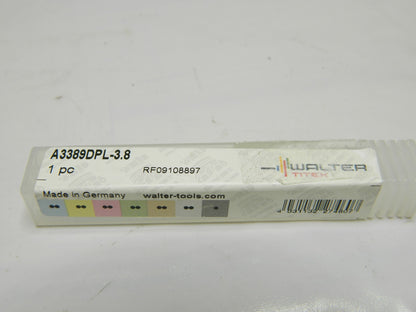 A3389DPL-3.8
1 pc
RF09108897
WALTER
TITEX
Made in Germany
walter-tools.com